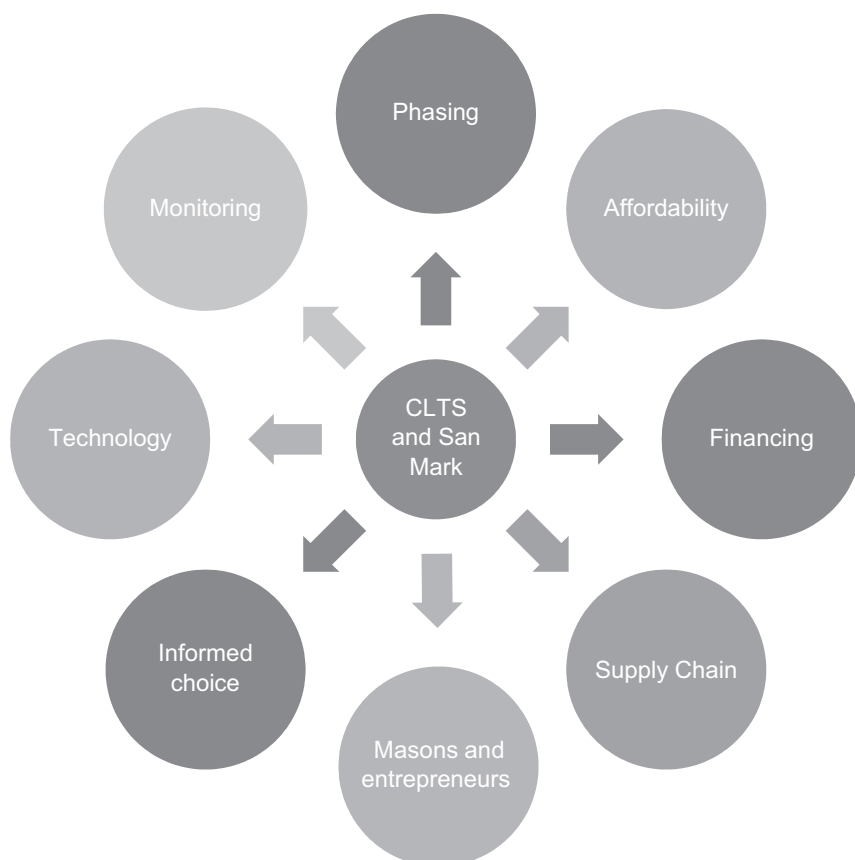 Phasing
Monitoring
Affordability
Technology
CLTS
and San
Mark
Financing
Informed
choice
Supply Chain
Masons and
entrepreneurs